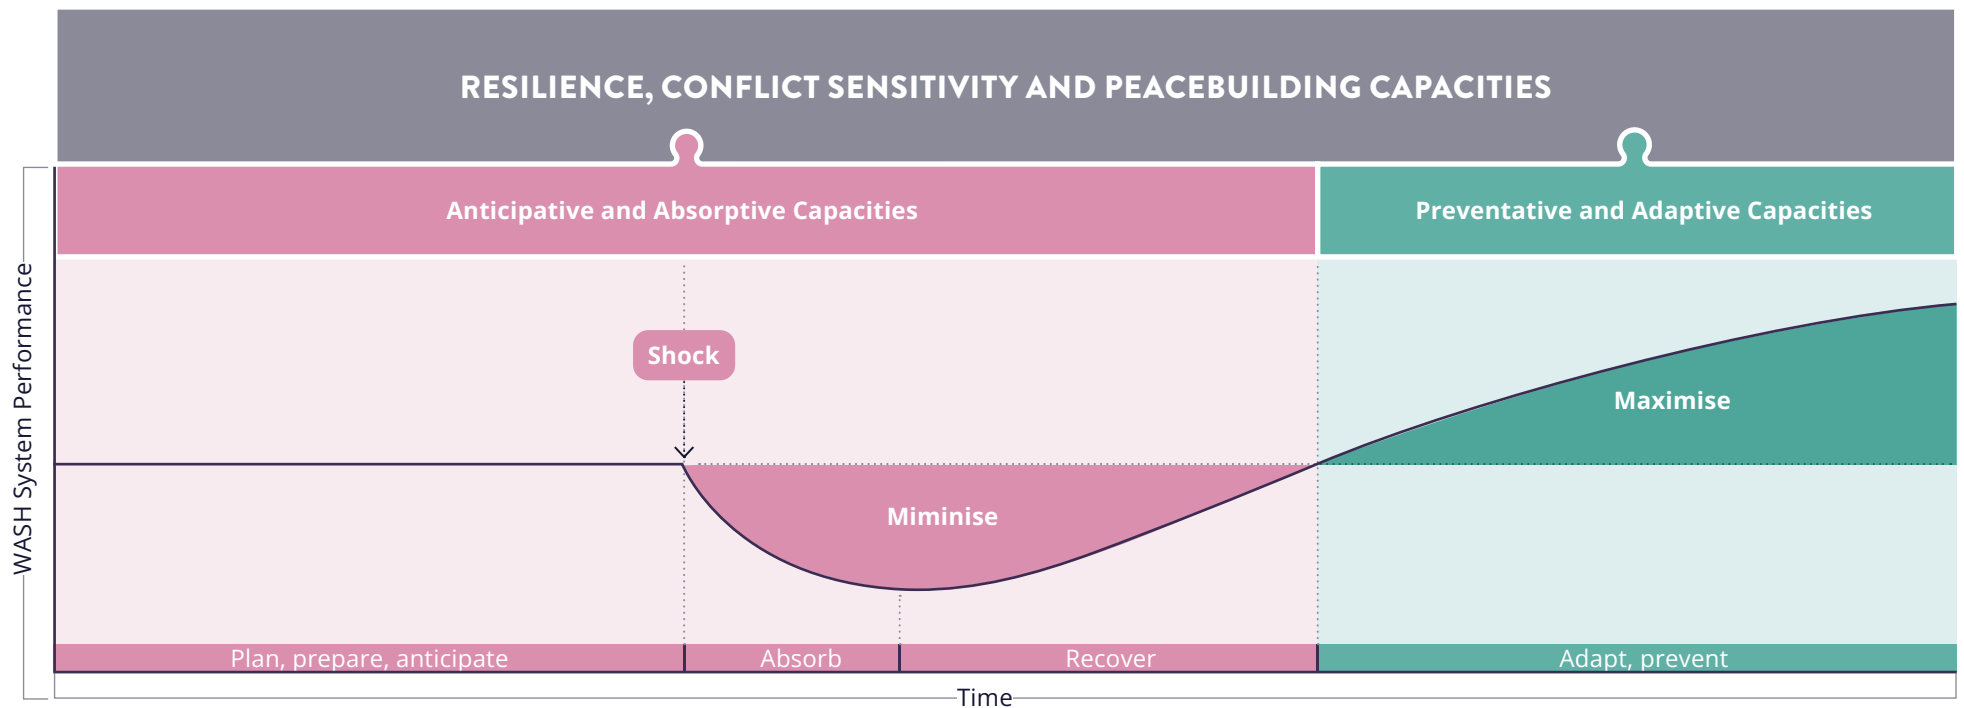 RESILIENCE, CONFLICT SENSITIVITY AND PEACEBUILDING CAPACITIES
Anticipative and Absorptive Capacities
Preventative and Adaptive Capacities
WASH System Performance
Shock
Maximise
Miminise
Plan, prepare, anticipate
Absorb
Recover
Adapt, prevent
Time